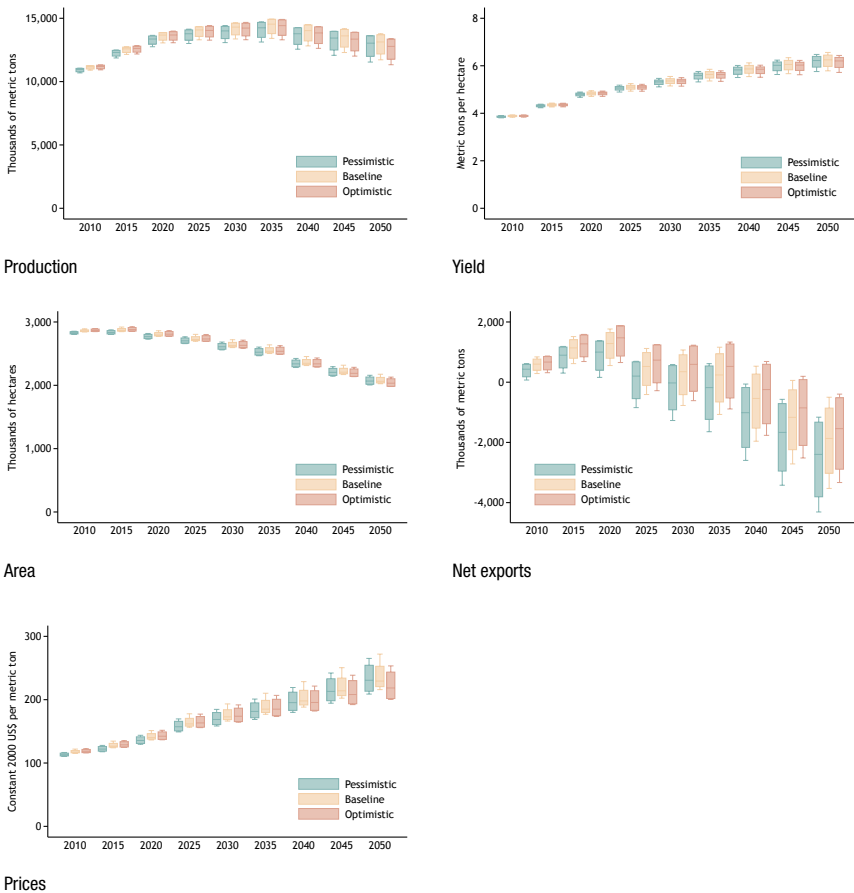 Thousands of metric tons
15,000
10,000
5,000
0
Pessimistic
Baseline
Optimistic
2010 2015 2020 2025 2030 2035 2040 2045 2050
Production
Metric tons per hectare
8
6
4
2
0
Pessimistic
Baseline
Optimistic
2010 2015 2020 2025 2030 2035 2040 2045 2050
Yield
Thousands of hectares
3,000
2,000
1,000
0
Pessimistic
Baseline
Optimistic
2010 2015 2020 2025 2030 2035 2040 2045 2050
Area
Thousands of metric tons
2,000
0
-2,000
-4,000
Pessimistic
Baseline
Optimistic
2010 2015 2020 2025 2030 2035 2040 2045 2050
Net exports
Constant 2000 US$ per metric ton
300
200
100
0
Pessimistic
Baseline
Optimistic
2010 2015 2020 2025 2030 2035 2040 2045 2050
Prices